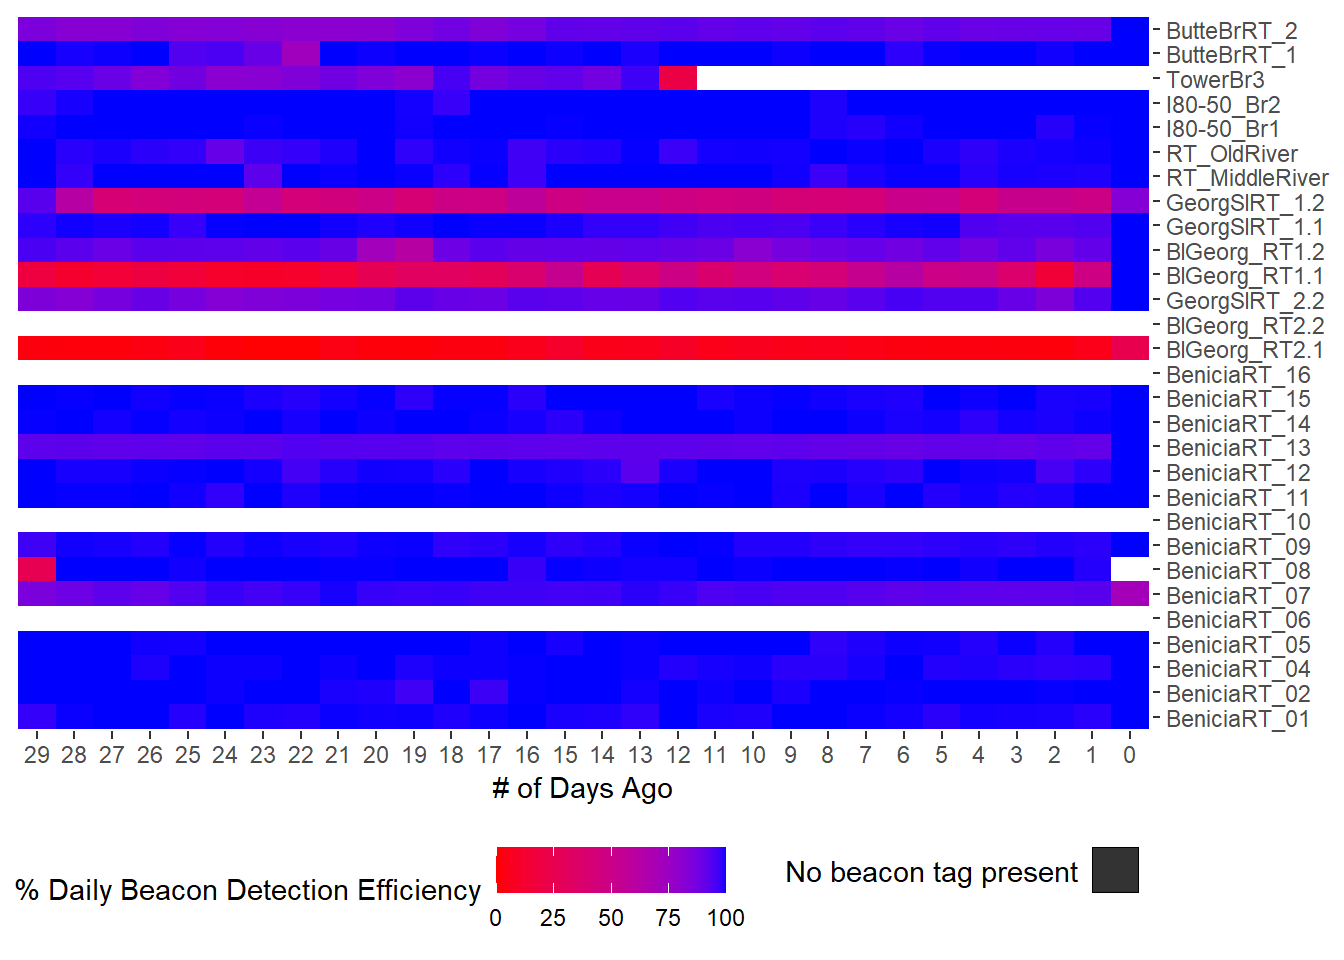 ButteBrRT_2
ButteBrRT_1
TowerBr3
I80-50_Br2
I80-50_Br1
RT_OldRiver
RT_MiddleRiver
GeorgSlRT_1.2
GeorgSlRT_1.1
BlGeorg_RT1.2
BlGeorg_RT1.1
GeorgSlRT_2.2
BlGeorg_RT2.2
BlGeorg_RT2.1
BeniciaRT_16
BeniciaRT_15
BeniciaRT_14
BeniciaRT_13
BeniciaRT_12
BeniciaRT_11
BeniciaRT_10
BeniciaRT_09
BeniciaRT_08
BeniciaRT_07
BeniciaRT_06
BeniciaRT_05
BeniciaRT_04
BeniciaRT_02
BeniciaRT_01
29 28 27 26 25 24 23 22 21 20 19 18 17 16 15 14 13 12 11 10 9 8 7 6 5 4 3 2 1 0
# of Days Ago
% Daily Beacon Detection Efficiency
0 25 50 75 100
No beacon tag present